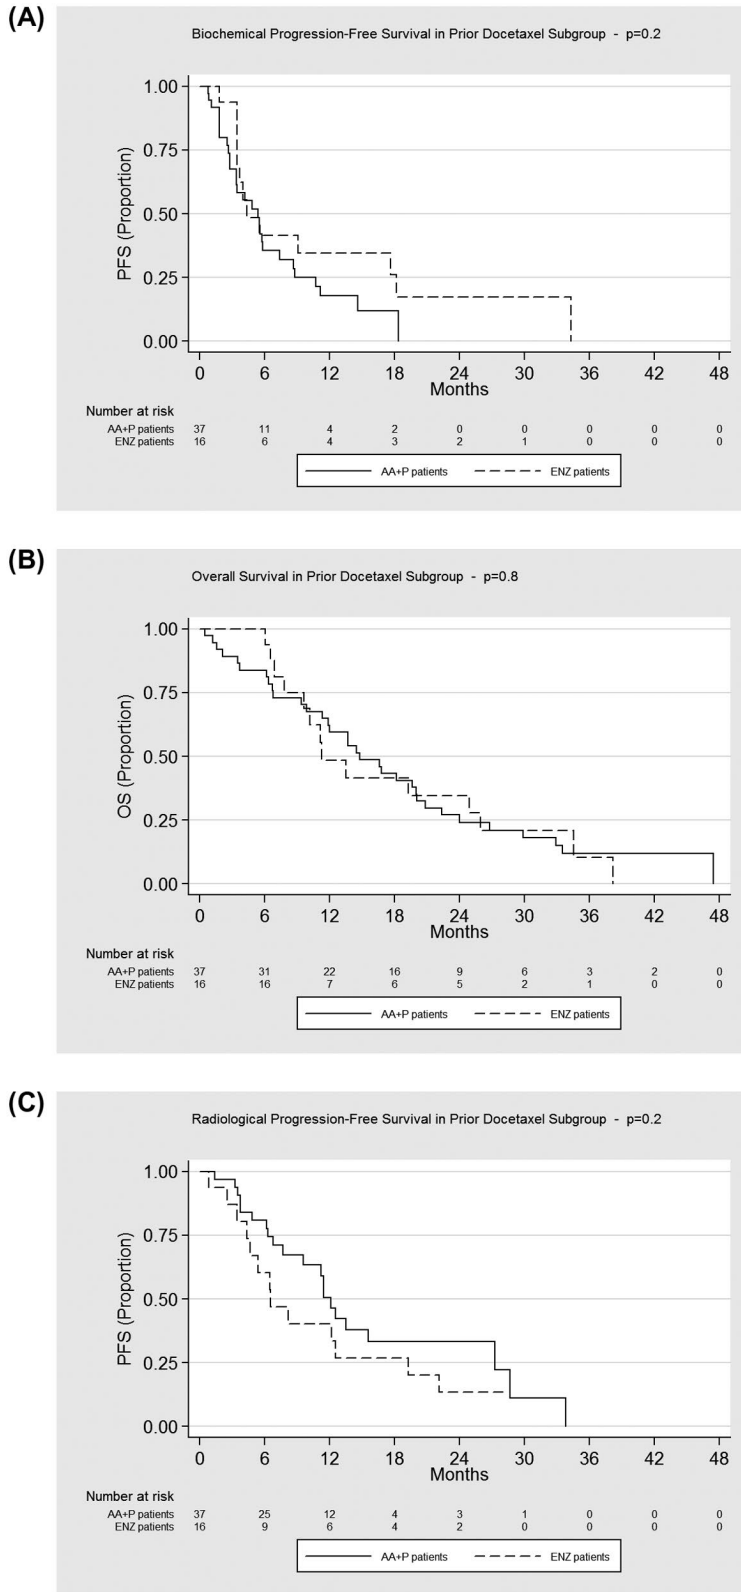 (A)
Biochemical Progression-Free Survival in Prior Docetaxel Subgroup - p=0.2
PFS (Proportion)
1.00
0.75
0.50
0.25
0.00
0 6 12 18 24 30 36 42 48
Months
Number at risk
AA+P patients 37 11 4 2 0 0 0 0 0
ENZ patients 16 6 4 3 2 1 0 0 0
AA+P patients ENZ patients
(B)
Overall Survival in Prior Docetaxel Subgroup - p=0.8
OS (Proportion)
1.00
0.75
0.50
0.25
0.00
0 6 12 18 24 30 36 42 48
Months
Number at risk
AA+P patients 37 31 22 16 9 6 3 2 0
ENZ patients 16 16 7 6 5 2 1 0 0
AA+P patients ENZ patients
(C)
Radiological Progression-Free Survival in Prior Docetaxel Subgroup - p=0.2
PFS (Proportion)
1.00
0.75
0.50
0.25
0.00
0 6 12 18 24 30 36 42 48
Months
Number at risk
AA+P patients 37 25 12 4 3 1 0 0 0
ENZ patients 16 9 6 4 2 0 0 0 0
AA+P patients ENZ patients